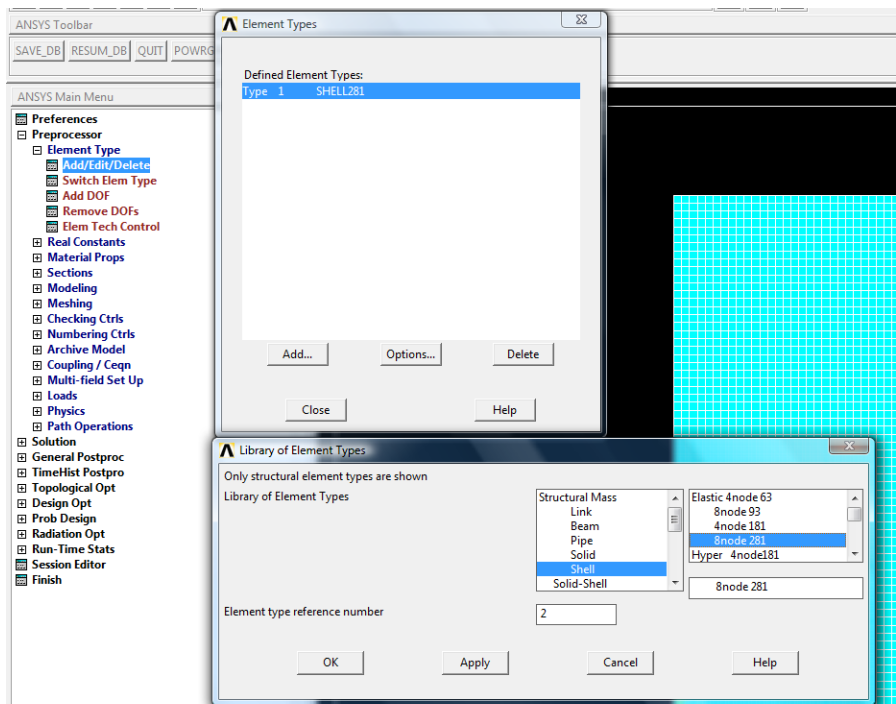 ANSYS Toolbar
SAVE_DB RESUM_DB QUIT POWRG
ANSYS Main Menu
Preferences
Preprocessor
Element Type
Add/Edit/Delete
Switch Elem Type
Add DOF
Remove DOFs
Elem Tech Control
Real Constants
Material Props
Sections
Modeling
Meshing
Checking Ctrls
Numbering Ctrls
Archive Model
Coupling / Ceqn
Multi-field Set Up
Loads
Physics
Path Operations
Solution
General Postproc
TimeHist Postpro
Topological Opt
Design Opt
Prob Design
Radiation Opt
Run-Time Stats
Session Editor
Finish
Element Types
Defined Element Types:
Type 1 SHELL281
Add... Options... Delete
Close Help
Library of Element Types
Only structural element types are shown
Library of Element Types
Structural Mass
Link
Beam
Pipe
Solid
Shell
Solid-Shell
Elastic 4node 63
8node 93
4node 181
8node 281
Hyper 4node181
8node 281
Element type reference number
2
OK Apply Cancel Help